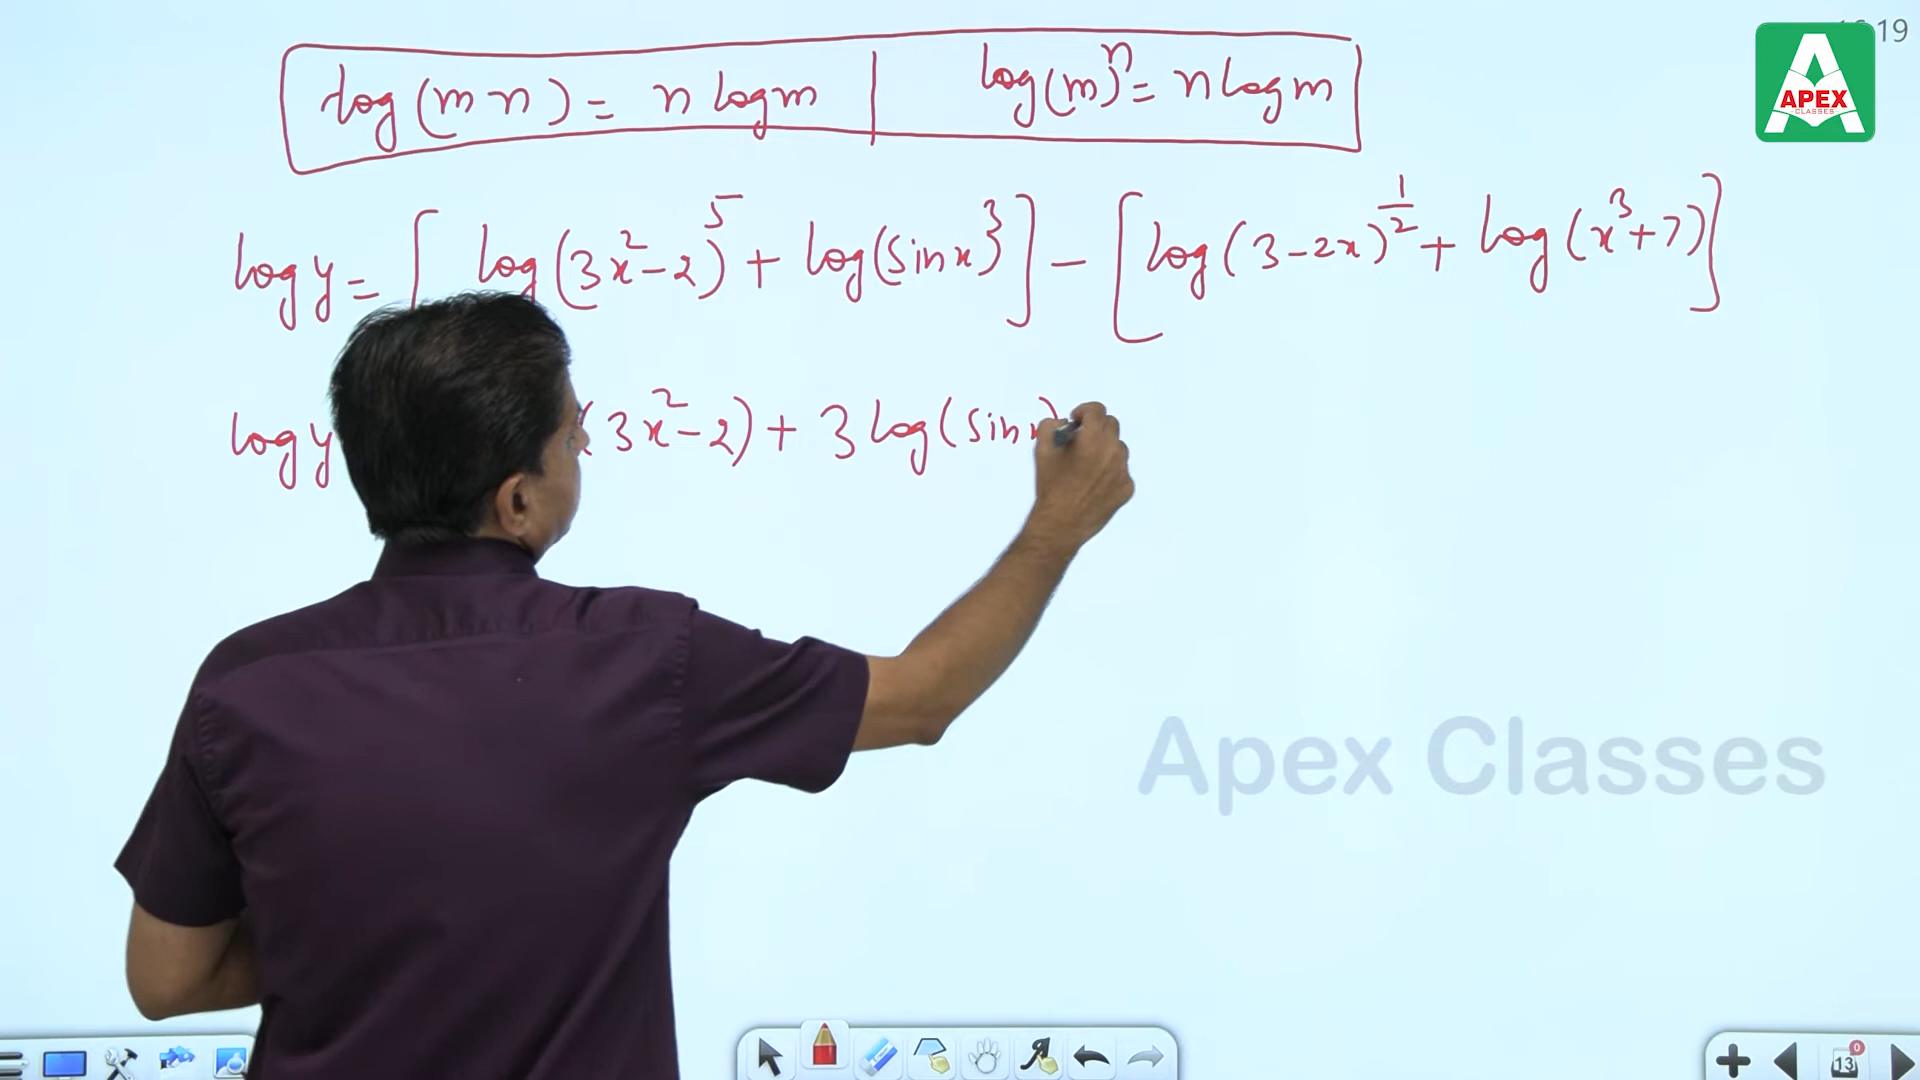 19
APEX
CLASSES
log(mn) = n log m | log(m)ⁿ = n log m
log y = [ log(3x²-2)⁵ + log(sin x)³ ] - [ log(3-2x)^½ + log(x³+7) ]
log y (3x²-2) + 3 log(sin x)
Apex Classes
13
0